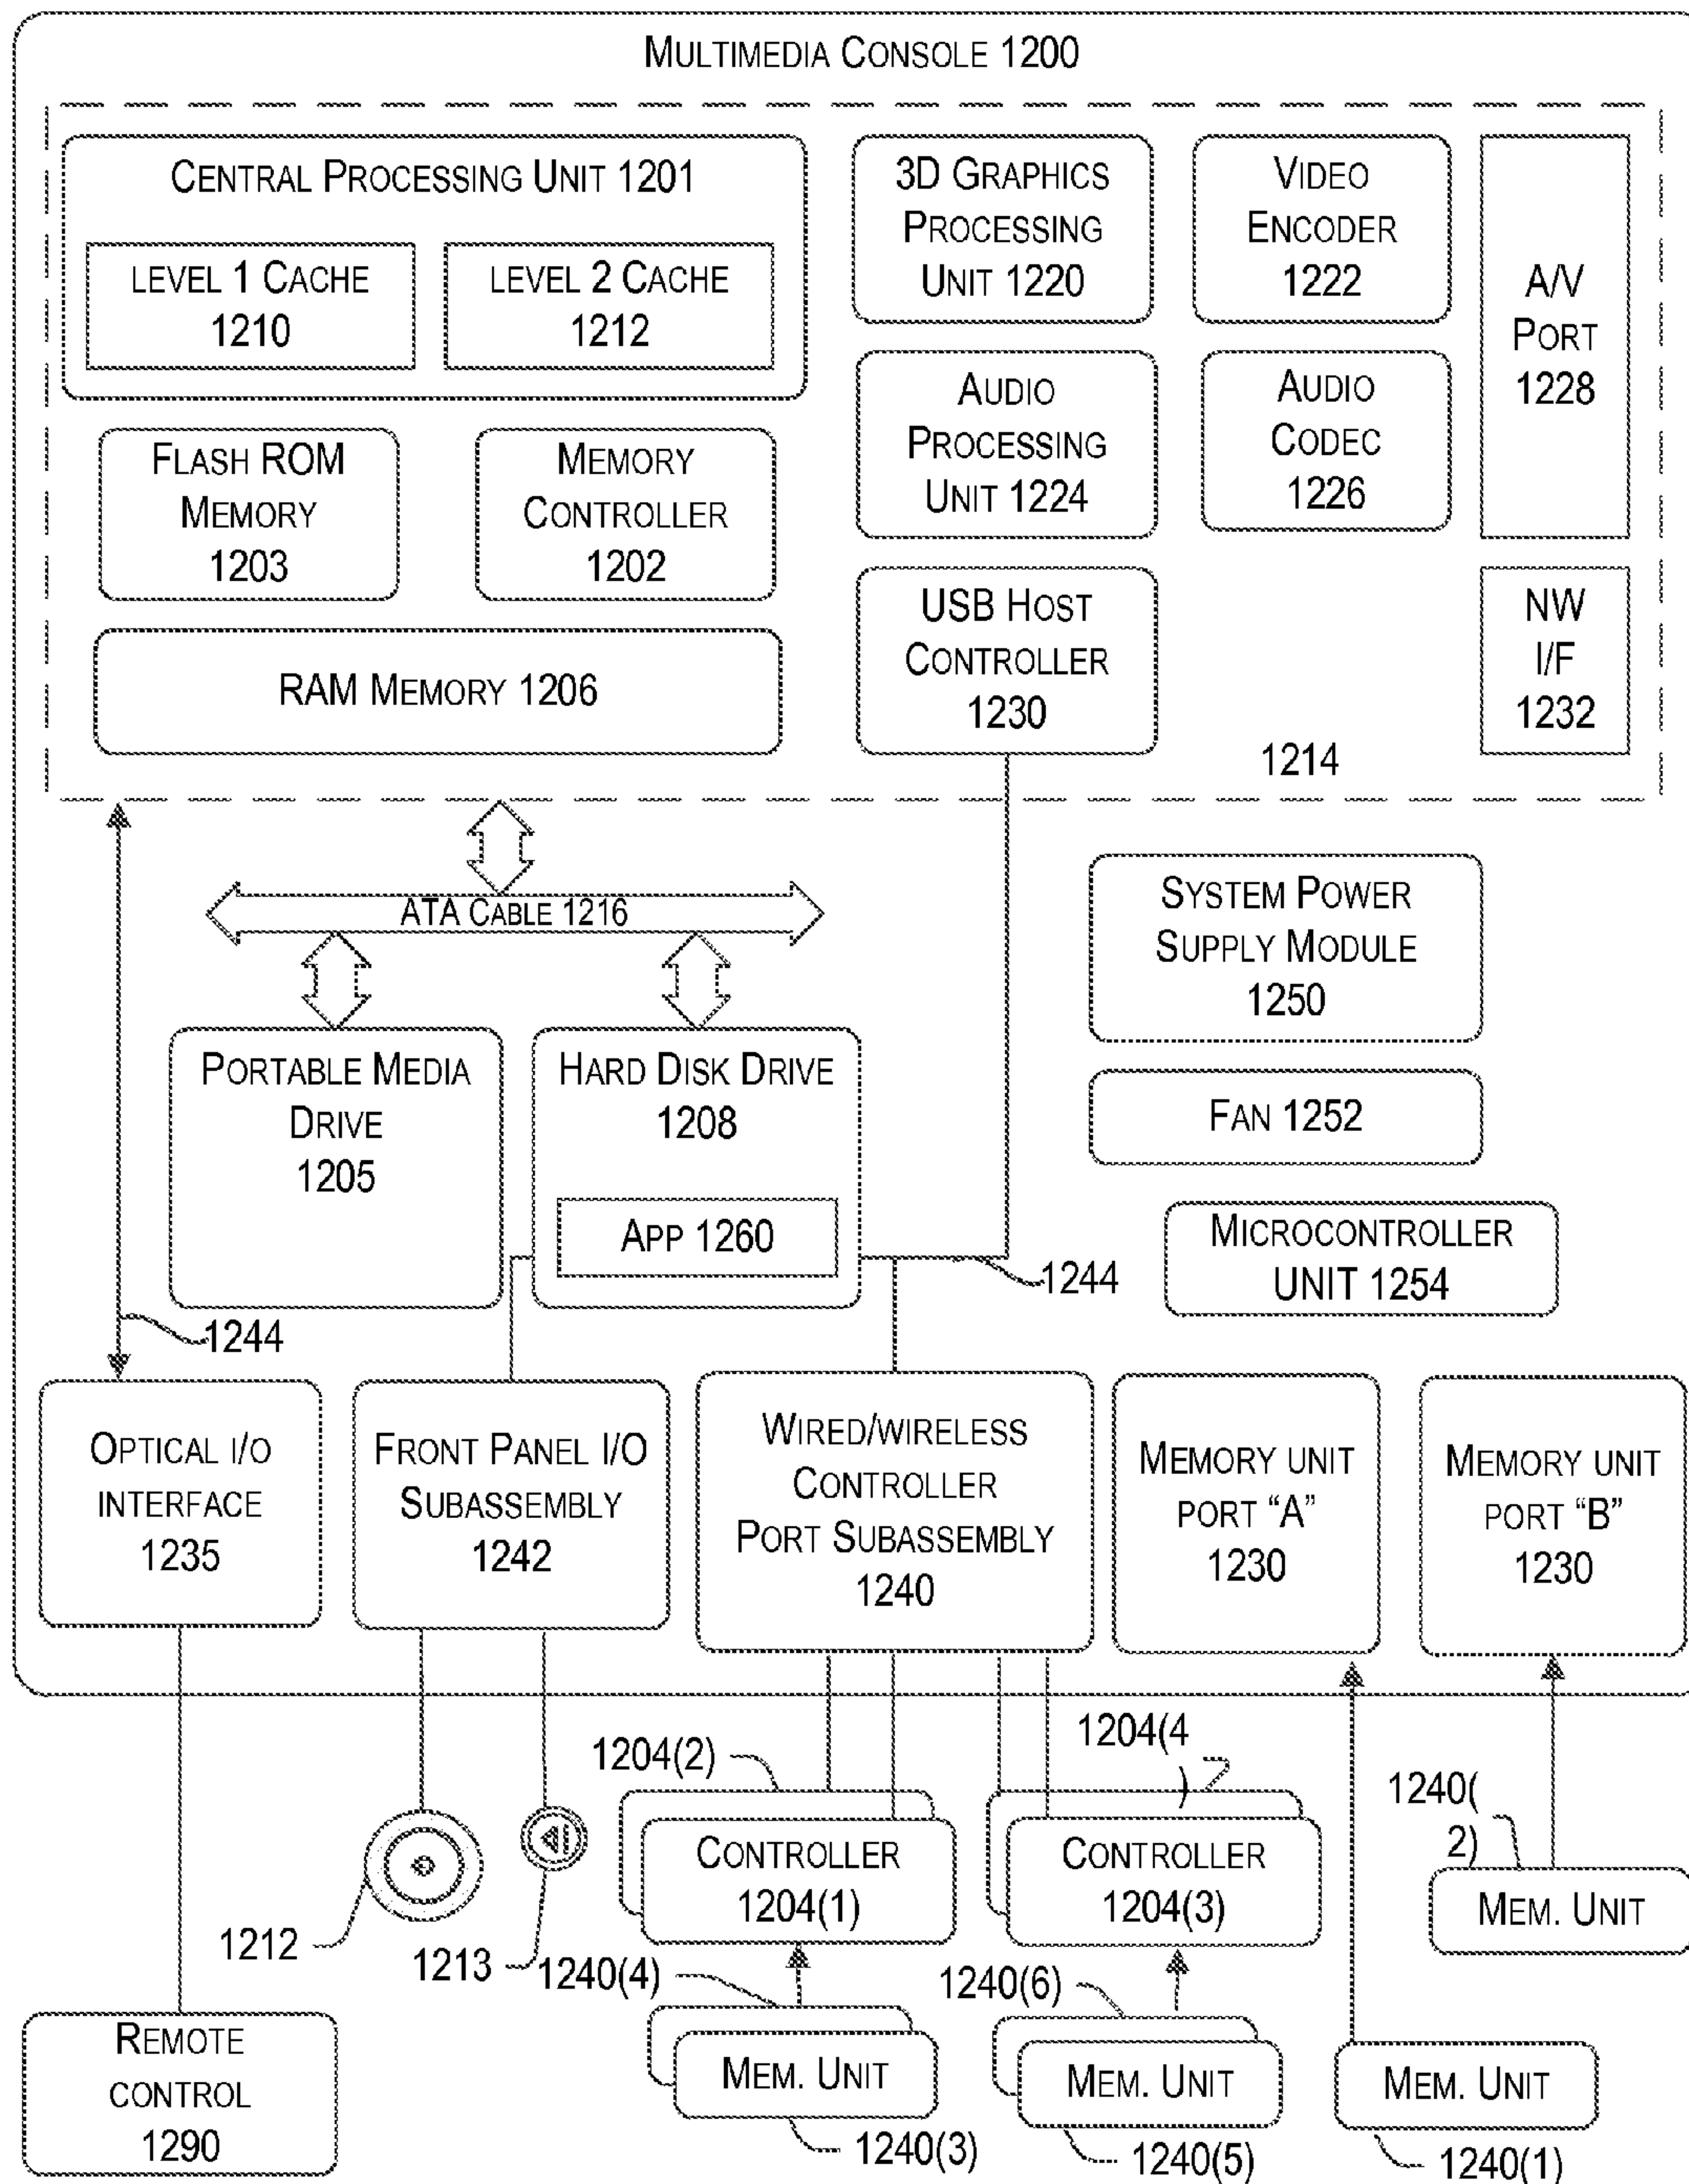 MULTIMEDIA CONSOLE 1200
CENTRAL PROCESSING UNIT 1201
LEVEL 1 CACHE
1210
LEVEL 2 CACHE
1212
3D GRAPHICS
PROCESSING
UNIT 1220
VIDEO
ENCODER
1222
A/V
PORT
1228
AUDIO
PROCESSING
UNIT 1224
AUDIO
CODEC
1226
FLASH ROM
MEMORY
1203
MEMORY
CONTROLLER
1202
USB HOST
CONTROLLER
1230
NW
I/F
1232
RAM MEMORY 1206
1214
ATA CABLE 1216
SYSTEM POWER
SUPPLY MODULE
1250
PORTABLE MEDIA
DRIVE
1205
HARD DISK DRIVE
1208
APP 1260
FAN 1252
MICROCONTROLLER
UNIT 1254
1244
1244
OPTICAL I/O
INTERFACE
1235
FRONT PANEL I/O
SUBASSEMBLY
1242
WIRED/WIRELESS
CONTROLLER
PORT SUBASSEMBLY
1240
MEMORY UNIT
PORT “A”
1230
MEMORY UNIT
PORT “B”
1230
1204(2)
1204(4
)
1240(
2)
CONTROLLER
1204(1)
CONTROLLER
1204(3)
MEM. UNIT
1212
1213
1240(4)
1240(6)
REMOTE
CONTROL
1290
MEM. UNIT
MEM. UNIT
MEM. UNIT
1240(3)
1240(5)
1240(1)